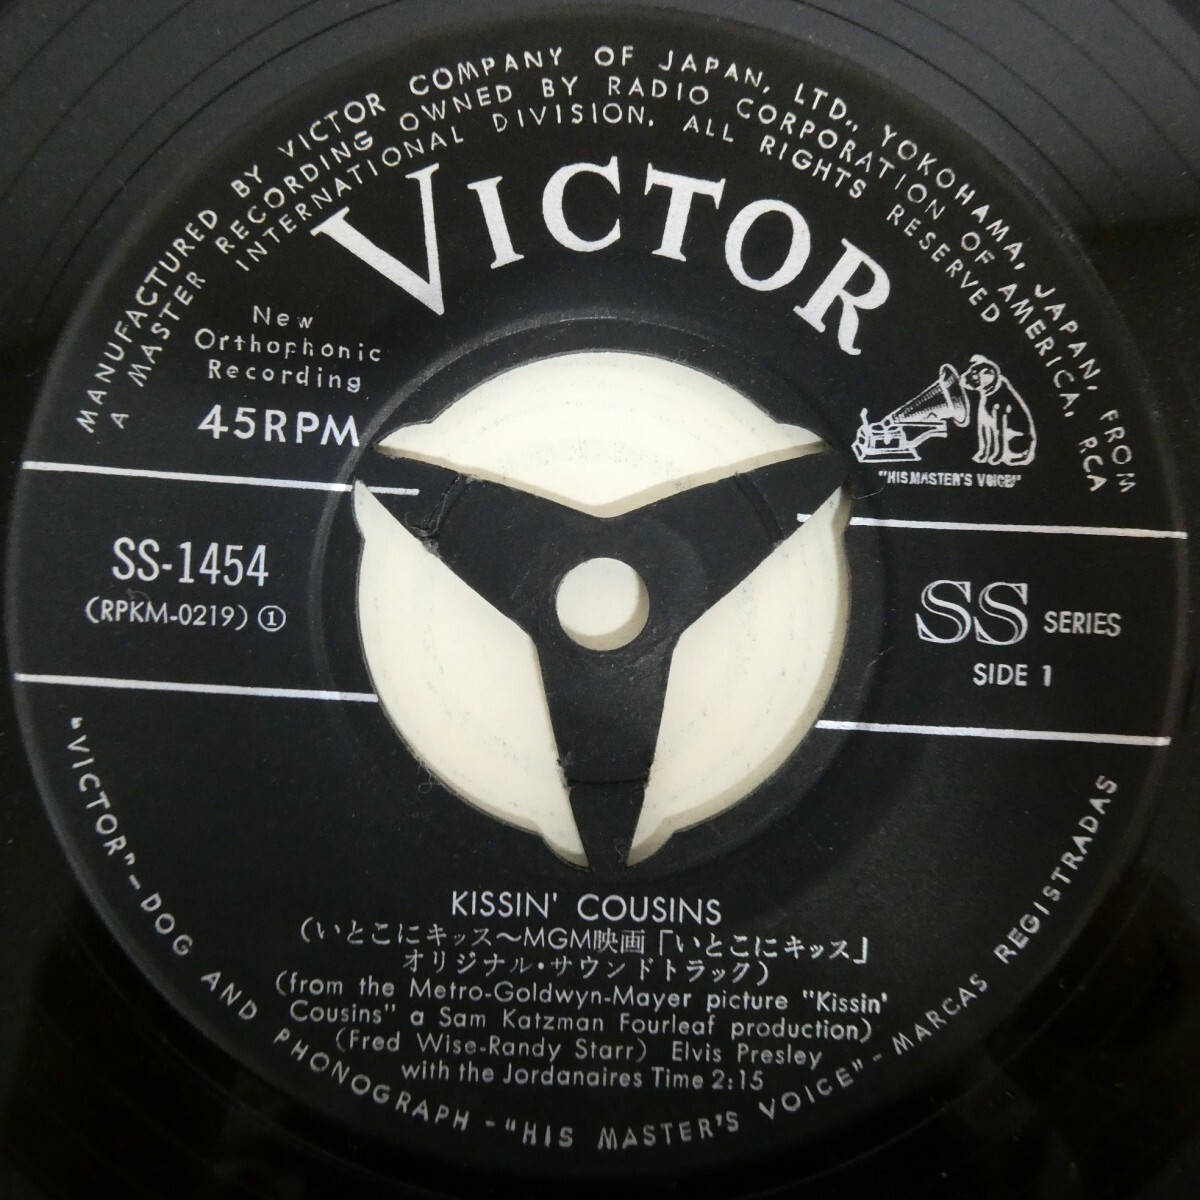 MANUFACTURED BY VICTOR COMPANY OF JAPAN, LTD., YOKOHAMA, JAPAN, FROM
A MASTER RECORDING OWNED BY RADIO CORPORATION OF AMERICA, RCA
INTERNATIONAL DIVISION. ALL RIGHTS RESERVED
VICTOR
New
Orthophonic
Recording
45RPM
"HIS MASTER'S VOICE"
SS-1454
(RPKM-0219) ①
SS SERIES
SIDE 1
KISSIN' COUSINS
(いとこにキッス～MGM映画「いとこにキッス」
オリジナル・サウンドトラック)
(from the Metro-Goldwyn-Mayer picture "Kissin'
Cousins" a Sam Katzman Fourleaf production)
(Fred Wise-Randy Starr) Elvis Presley
with the Jordanaires Time 2:15
"VICTOR" - DOG AND PHONOGRAPH - "HIS MASTER'S VOICE" - MARCAS REGISTRADAS